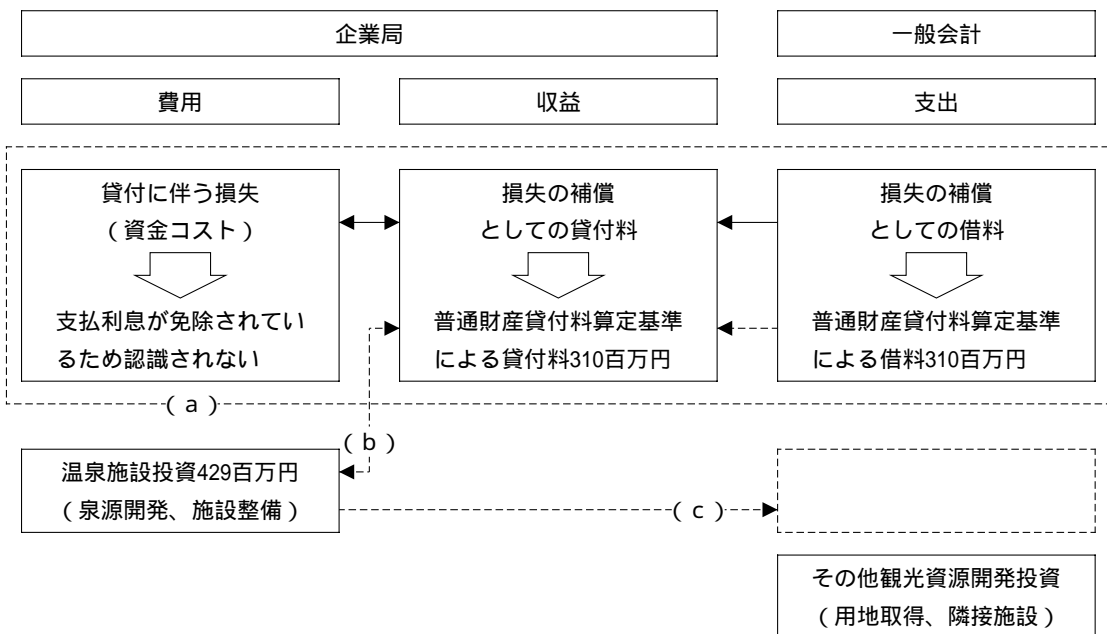 企業局
一般会計
費用
収益
支出
貸付に伴う損失
（資金コスト）
支払利息が免除されてい
るため認識されない
損失の補償
としての貸付料
普通財産貸付料算定基準
による貸付料310百万円
損失の補償
としての借料
普通財産貸付料算定基準
による借料310百万円
（ａ）
（ｂ）
温泉施設投資429百万円
（泉源開発、施設整備）
（ｃ）
その他観光資源開発投資
（用地取得、隣接施設）